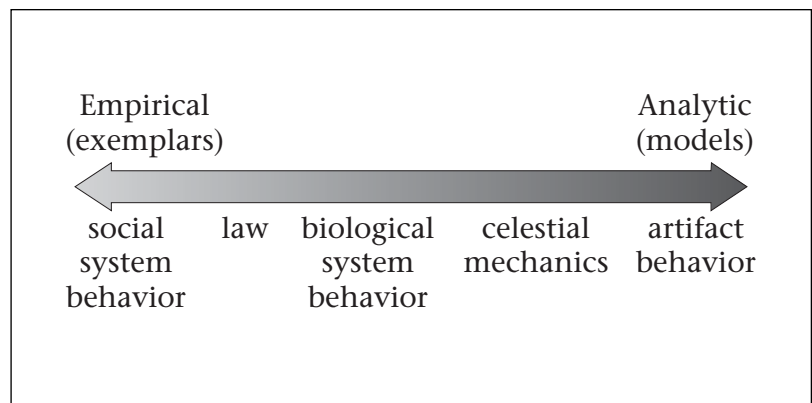 Empirical
(exemplars)
Analytic
(models)
social
system
behavior
law
biological
system
behavior
celestial
mechanics
artifact
behavior